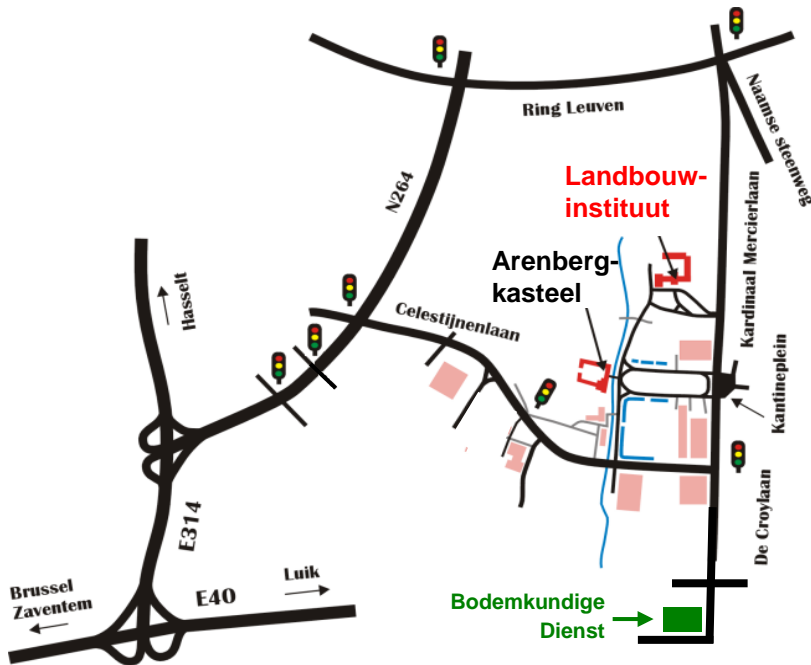 Ring Leuven
Naamse steenweg
N264
Landbouw-
instituut
Kardinaal Mercierlaan
Arenberg-
kasteel
Hasselt
Celestijnenlaan
Kantineplein
E314
De Croylaan
Brussel
Zaventem
E40
Luik
Bodemkundige
Dienst